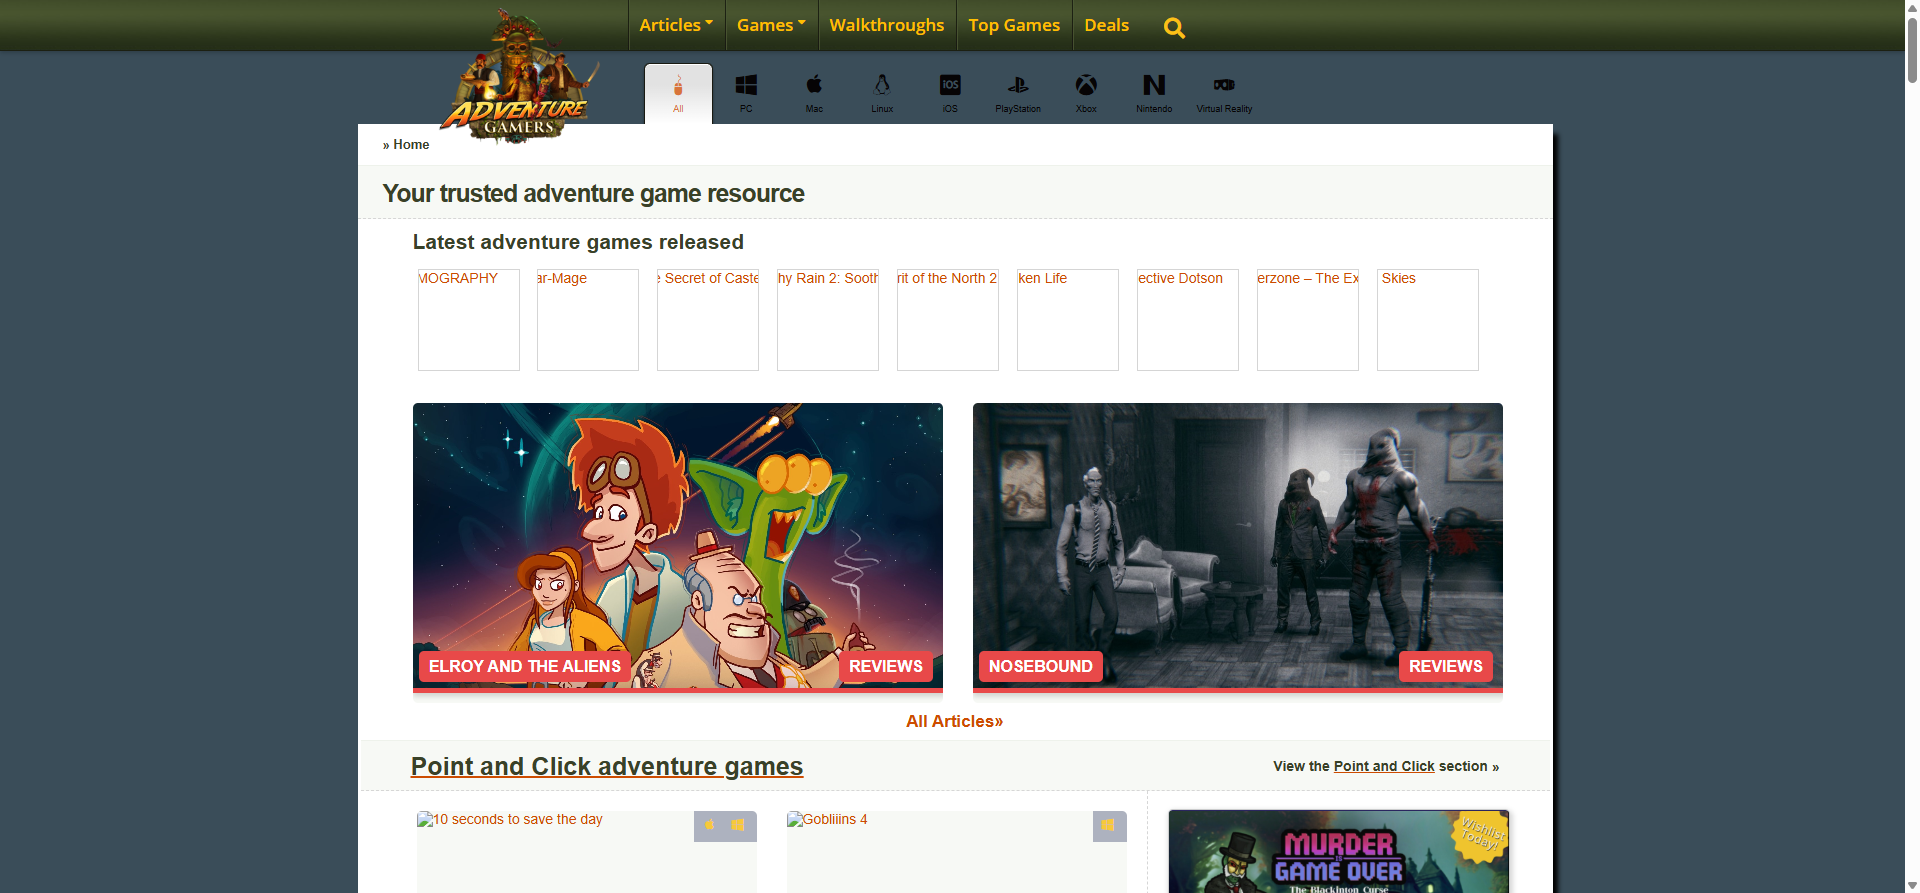 Articles
Games
Walkthroughs
Top Games
Deals
ADVENTURE
GAMERS
All
PC
Mac
Linux
iOS
iOS
PlayStation
Xbox
Nintendo
Virtual Reality
» Home
Your trusted adventure game resource
Latest adventure games released
MOGRAPHY
ar-Mage
e Secret of Caste
hy Rain 2: Sooth
rit of the North 2
ken Life
ective Dotson
erzone – The Ex
Skies
ELROY AND THE ALIENS
REVIEWS
NOSEBOUND
REVIEWS
All Articles»
Point and Click adventure games
View the Point and Click section »
10 seconds to save the day
Gobliiins 4
Wishlist
Today!
MURDER
IS
GAME OVER
The Blackinton Curse